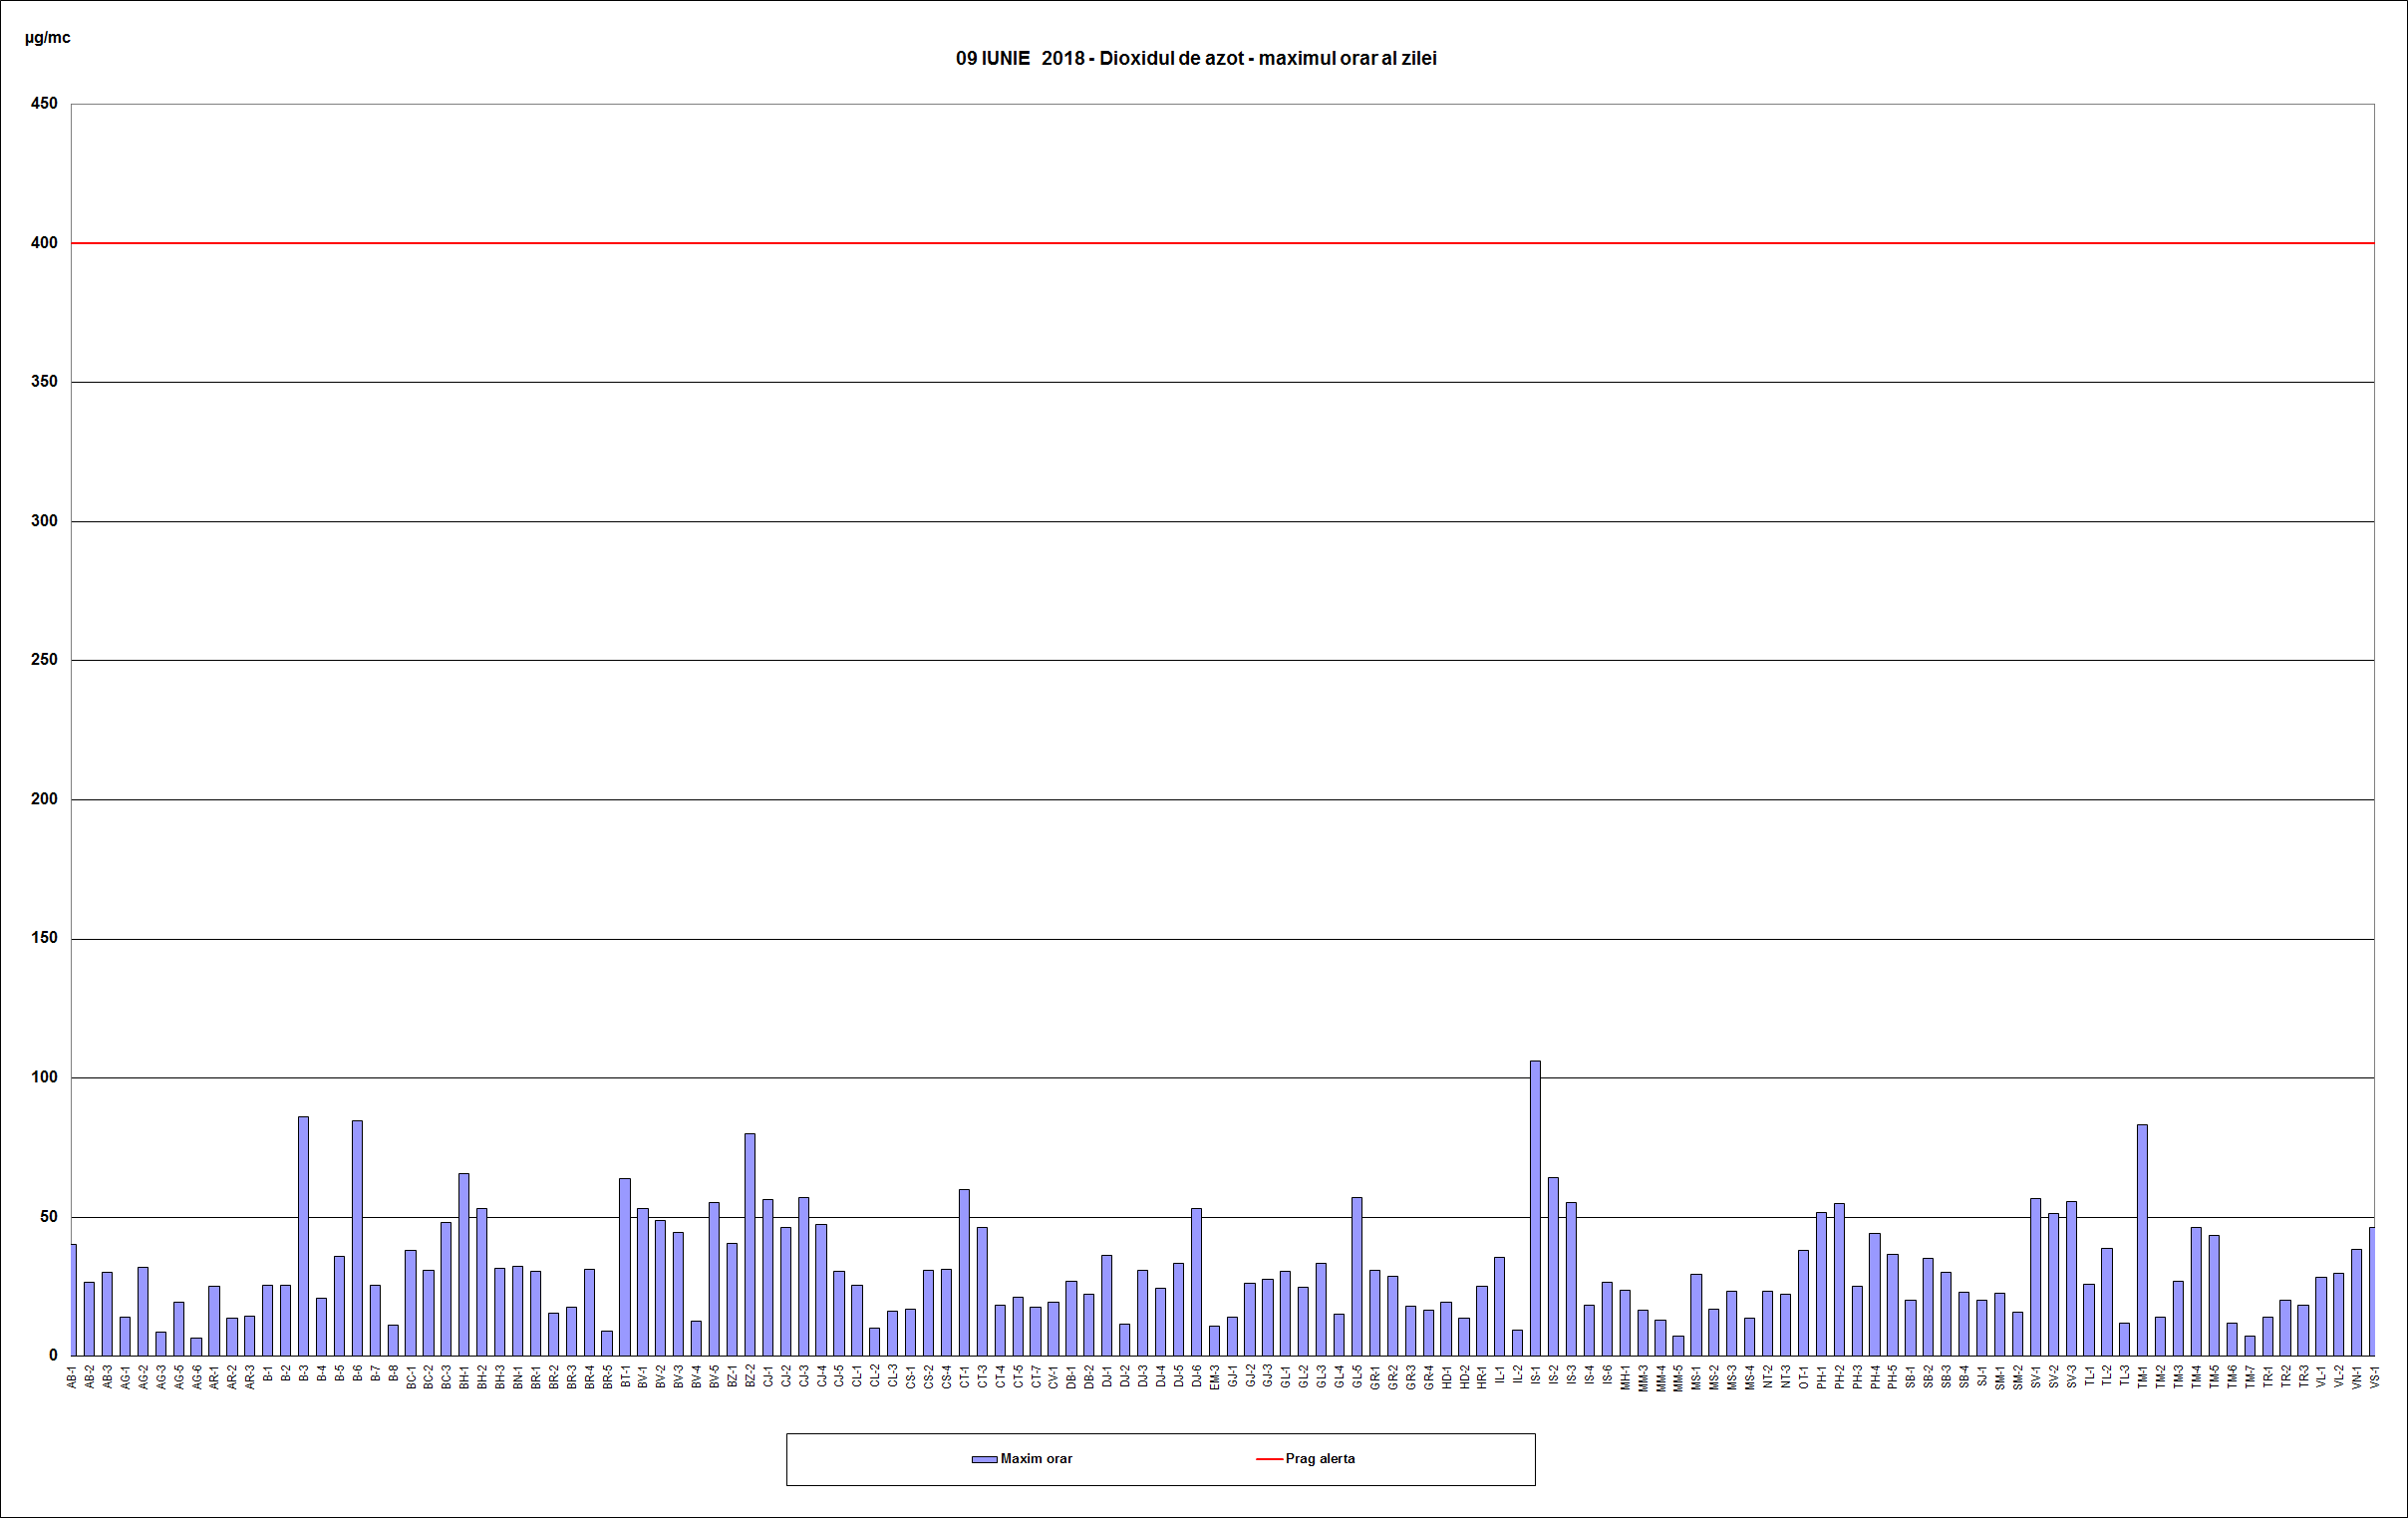 µg/mc
09 IUNIE 2018 - Dioxidul de azot - maximul orar al zilei
450
400
350
300
250
200
150
100
50
0
AB-1 AB-2 AB-3 AG-1 AG-2 AG-3 AG-5 AG-6 AR-1 AR-2 AR-3 B-1 B-2 B-3 B-4 B-5 B-6 B-7 B-8 BC-1 BC-2 BC-3 BH-1 BH-2 BH-3 BN-1 BR-1 BR-2 BR-3 BR-4 BR-5 BT-1 BV-1 BV-2 BV-3 BV-4 BV-5 BZ-1 BZ-2 CJ-1 CJ-2 CJ-3 CJ-4 CJ-5 CL-1 CL-2 CL-3 CS-1 CS-2 CS-4 CT-1 CT-3 CT-4 CT-5 CT-7 CV-1 DB-1 DB-2 DJ-1 DJ-2 DJ-3 DJ-4 DJ-5 DJ-6 EM-3 GJ-1 GJ-2 GJ-3 GL-1 GL-2 GL-3 GL-4 GL-5 GR-1 GR-2 GR-3 GR-4 HD-1 HD-2 HR-1 IL-1 IL-2 IS-1 IS-2 IS-3 IS-4 IS-6 MH-1 MM-3 MM-4 MM-5 MS-1 MS-2 MS-3 MS-4 NT-2 NT-3 OT-1 PH-1 PH-2 PH-3 PH-4 PH-5 SB-1 SB-2 SB-3 SB-4 SJ-1 SM-1 SM-2 SV-1 SV-2 SV-3 TL-1 TL-2 TL-3 TM-1 TM-2 TM-3 TM-4 TM-5 TM-6 TM-7 TR-1 TR-2 TR-3 VL-1 VL-2 VN-1 VS-1
Maxim orar Prag alerta